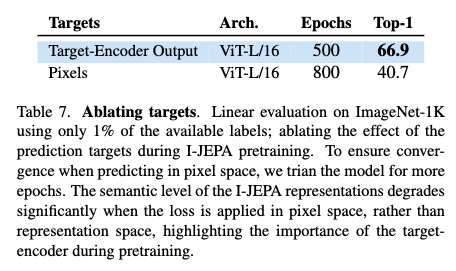 Targets Arch. Epochs Top-1
Target-Encoder Output ViT-L/16 500 66.9
Pixels ViT-L/16 800 40.7
Table 7. Ablating targets. Linear evaluation on ImageNet-1K
using only 1% of the available labels; ablating the effect of the
prediction targets during I-JEPA pretraining. To ensure conver-
gence when predicting in pixel space, we trian the model for more
epochs. The semantic level of the I-JEPA representations degrades
significantly when the loss is applied in pixel space, rather than
representation space, highlighting the importance of the target-
encoder during pretraining.